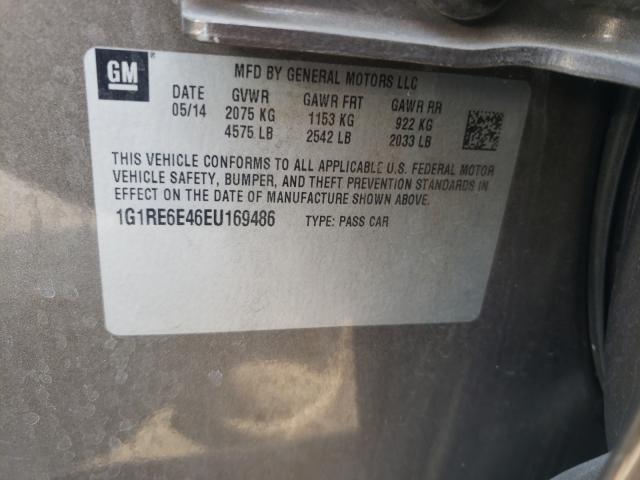 GM
MFD BY GENERAL MOTORS LLC
DATE GVWR GAWR FRT GAWR RR
05/14 2075 KG 1153 KG 922 KG
4575 LB 2542 LB 2033 LB
THIS VEHICLE CONFORMS TO ALL APPLICABLE U.S. FEDERAL MOTOR
VEHICLE SAFETY, BUMPER, AND THEFT PREVENTION STANDARDS IN
EFFECT ON THE DATE OF MANUFACTURE SHOWN ABOVE.
1G1RE6E46EU169486 TYPE: PASS CAR